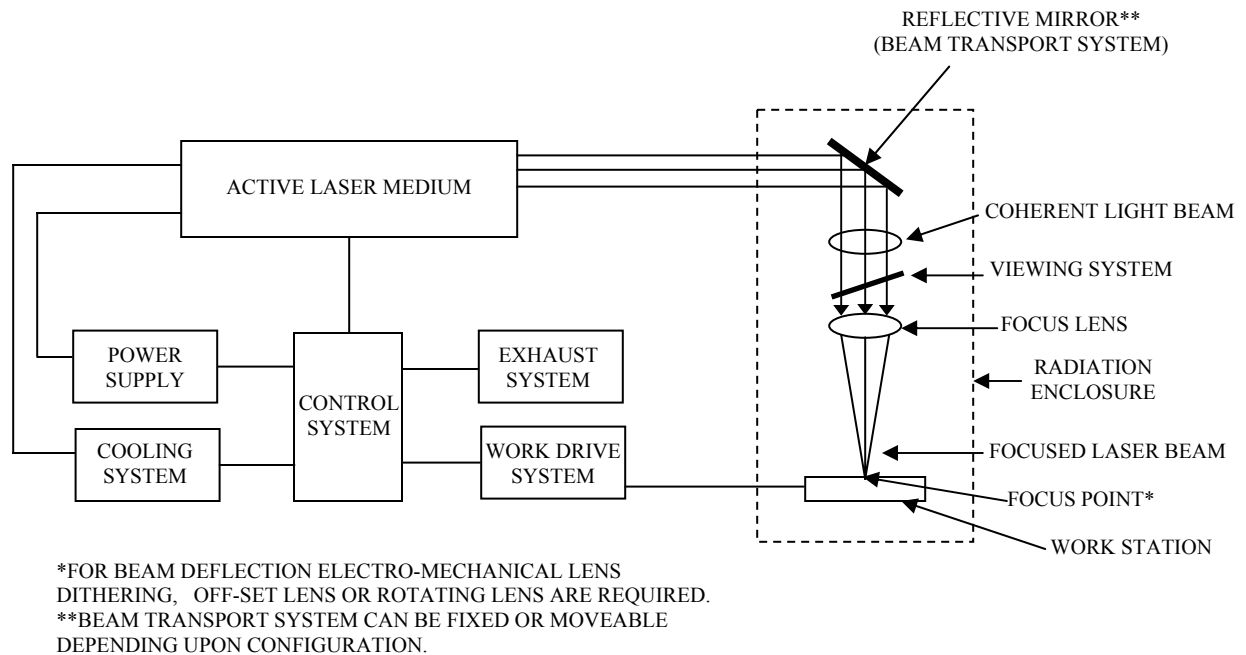 REFLECTIVE MIRROR**
(BEAM TRANSPORT SYSTEM)
ACTIVE LASER MEDIUM
COHERENT LIGHT BEAM
VIEWING SYSTEM
FOCUS LENS
POWER
SUPPLY
CONTROL
SYSTEM
EXHAUST
SYSTEM
RADIATION
ENCLOSURE
COOLING
SYSTEM
WORK DRIVE
SYSTEM
FOCUSED LASER BEAM
FOCUS POINT*
WORK STATION
*FOR BEAM DEFLECTION ELECTRO-MECHANICAL LENS
DITHERING, OFF-SET LENS OR ROTATING LENS ARE REQUIRED.
**BEAM TRANSPORT SYSTEM CAN BE FIXED OR MOVEABLE
DEPENDING UPON CONFIGURATION.